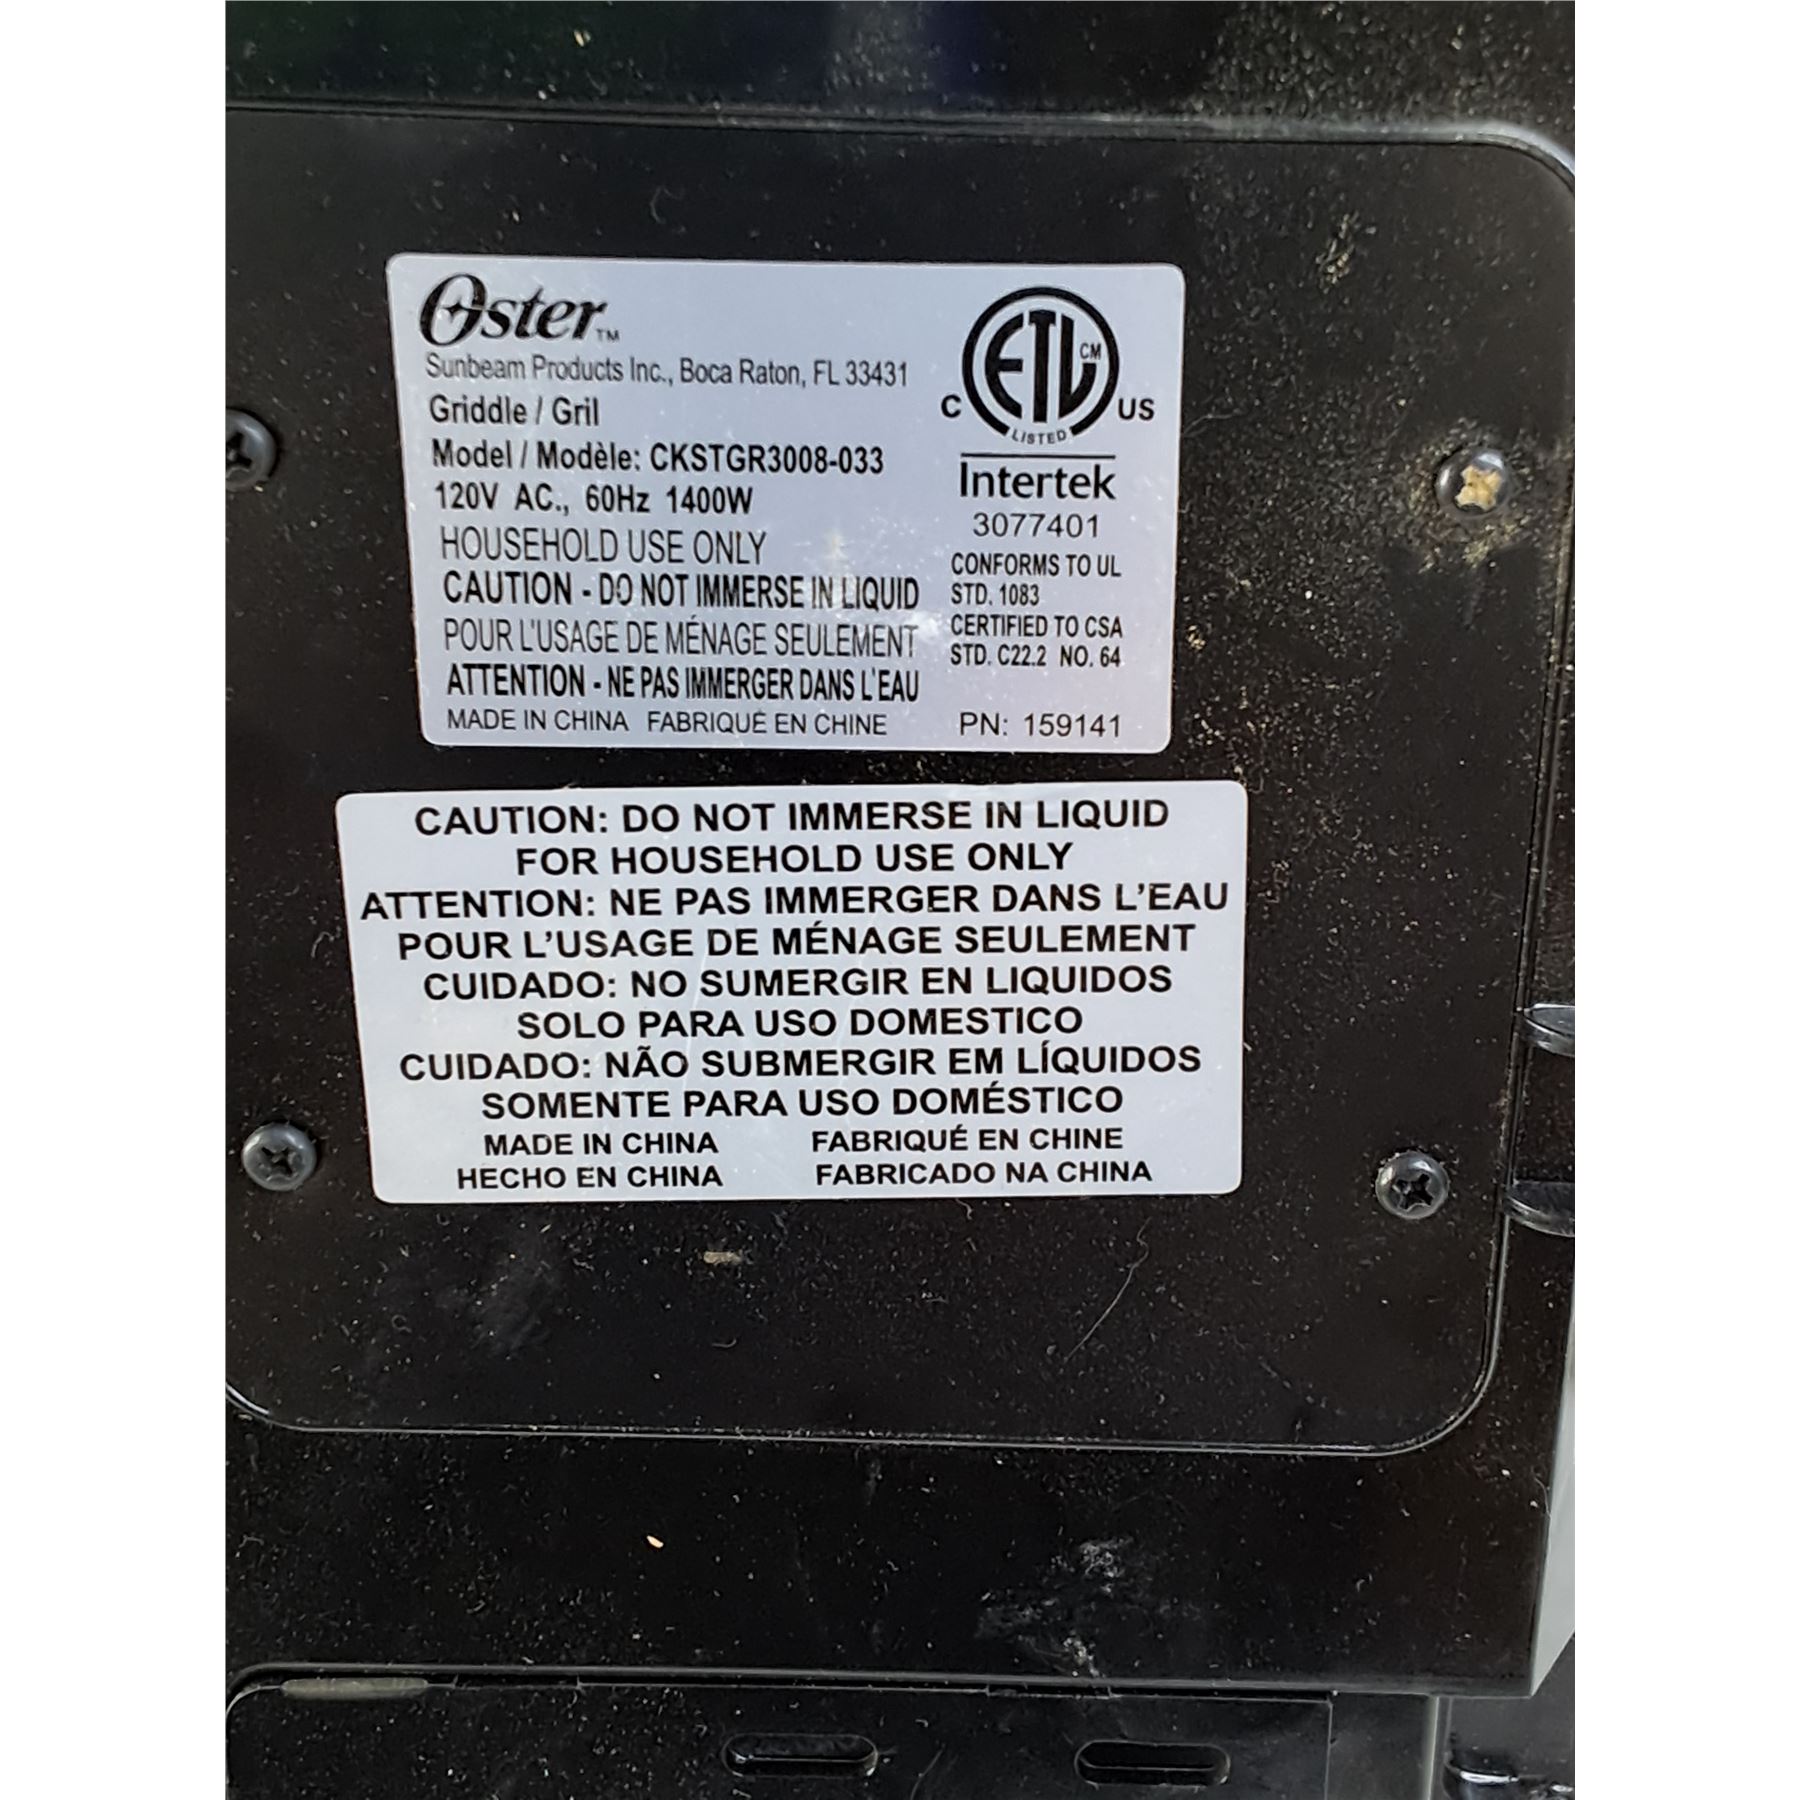 Oster™
Sunbeam Products Inc., Boca Raton, FL 33431
Griddle / Gril
Model / Modèle: CKSTGR3008-033
120V AC., 60Hz 1400W
HOUSEHOLD USE ONLY
CAUTION - DO NOT IMMERSE IN LIQUID
POUR L'USAGE DE MÉNAGE SEULEMENT
ATTENTION - NE PAS IMMERGER DANS L'EAU
MADE IN CHINA FABRIQUÉ EN CHINE
ETL CM
C US
LISTED
Intertek
3077401
CONFORMS TO UL
STD. 1083
CERTIFIED TO CSA
STD. C22.2 NO. 64
PN: 159141
CAUTION: DO NOT IMMERSE IN LIQUID
FOR HOUSEHOLD USE ONLY
ATTENTION: NE PAS IMMERGER DANS L’EAU
POUR L’USAGE DE MÉNAGE SEULEMENT
CUIDADO: NO SUMERGIR EN LIQUIDOS
SOLO PARA USO DOMESTICO
CUIDADO: NÃO SUBMERGIR EM LÍQUIDOS
SOMENTE PARA USO DOMÉSTICO
MADE IN CHINA FABRIQUÉ EN CHINE
HECHO EN CHINA FABRICADO NA CHINA